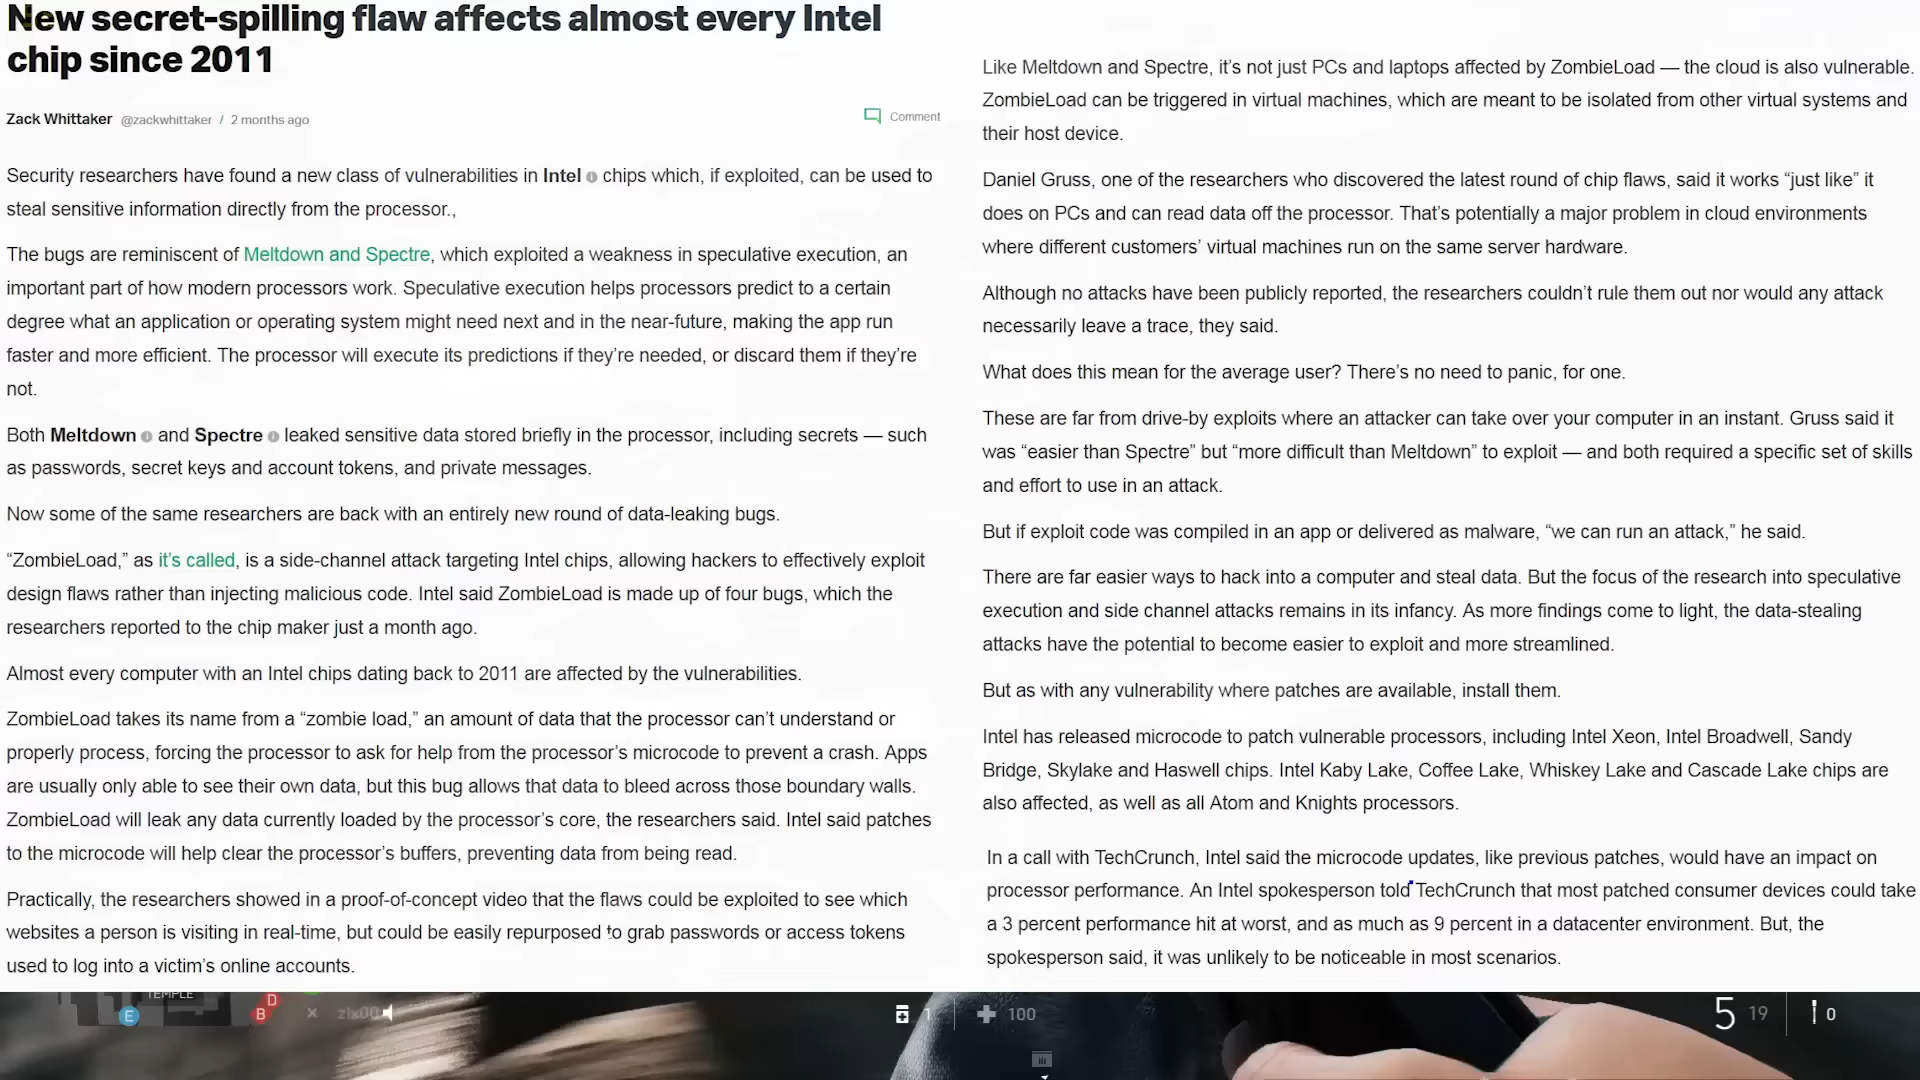 New secret-spilling flaw affects almost every Intel
chip since 2011
Zack Whittaker @zackwhittaker / 2 months ago
Comment
Security researchers have found a new class of vulnerabilities in Intel chips which, if exploited, can be used to
steal sensitive information directly from the processor.,
The bugs are reminiscent of Meltdown and Spectre, which exploited a weakness in speculative execution, an
important part of how modern processors work. Speculative execution helps processors predict to a certain
degree what an application or operating system might need next and in the near-future, making the app run
faster and more efficient. The processor will execute its predictions if they’re needed, or discard them if they’re
not.
Both Meltdown and Spectre leaked sensitive data stored briefly in the processor, including secrets — such
as passwords, secret keys and account tokens, and private messages.
Now some of the same researchers are back with an entirely new round of data-leaking bugs.
“ZombieLoad,” as it’s called, is a side-channel attack targeting Intel chips, allowing hackers to effectively exploit
design flaws rather than injecting malicious code. Intel said ZombieLoad is made up of four bugs, which the
researchers reported to the chip maker just a month ago.
Almost every computer with an Intel chips dating back to 2011 are affected by the vulnerabilities.
ZombieLoad takes its name from a “zombie load,” an amount of data that the processor can’t understand or
properly process, forcing the processor to ask for help from the processor’s microcode to prevent a crash. Apps
are usually only able to see their own data, but this bug allows that data to bleed across those boundary walls.
ZombieLoad will leak any data currently loaded by the processor’s core, the researchers said. Intel said patches
to the microcode will help clear the processor’s buffers, preventing data from being read.
Practically, the researchers showed in a proof-of-concept video that the flaws could be exploited to see which
websites a person is visiting in real-time, but could be easily repurposed to grab passwords or access tokens
used to log into a victim’s online accounts.
Like Meltdown and Spectre, it’s not just PCs and laptops affected by ZombieLoad — the cloud is also vulnerable.
ZombieLoad can be triggered in virtual machines, which are meant to be isolated from other virtual systems and
their host device.
Daniel Gruss, one of the researchers who discovered the latest round of chip flaws, said it works “just like” it
does on PCs and can read data off the processor. That’s potentially a major problem in cloud environments
where different customers’ virtual machines run on the same server hardware.
Although no attacks have been publicly reported, the researchers couldn’t rule them out nor would any attack
necessarily leave a trace, they said.
What does this mean for the average user? There’s no need to panic, for one.
These are far from drive-by exploits where an attacker can take over your computer in an instant. Gruss said it
was “easier than Spectre” but “more difficult than Meltdown” to exploit — and both required a specific set of skills
and effort to use in an attack.
But if exploit code was compiled in an app or delivered as malware, “we can run an attack,” he said.
There are far easier ways to hack into a computer and steal data. But the focus of the research into speculative
execution and side channel attacks remains in its infancy. As more findings come to light, the data-stealing
attacks have the potential to become easier to exploit and more streamlined.
But as with any vulnerability where patches are available, install them.
Intel has released microcode to patch vulnerable processors, including Intel Xeon, Intel Broadwell, Sandy
Bridge, Skylake and Haswell chips. Intel Kaby Lake, Coffee Lake, Whiskey Lake and Cascade Lake chips are
also affected, as well as all Atom and Knights processors.
In a call with TechCrunch, Intel said the microcode updates, like previous patches, would have an impact on
processor performance. An Intel spokesperson told TechCrunch that most patched consumer devices could take
a 3 percent performance hit at worst, and as much as 9 percent in a datacenter environment. But, the
spokesperson said, it was unlikely to be noticeable in most scenarios.
TEMPLE
E
D
B
zlx00
1
100
5 19
0